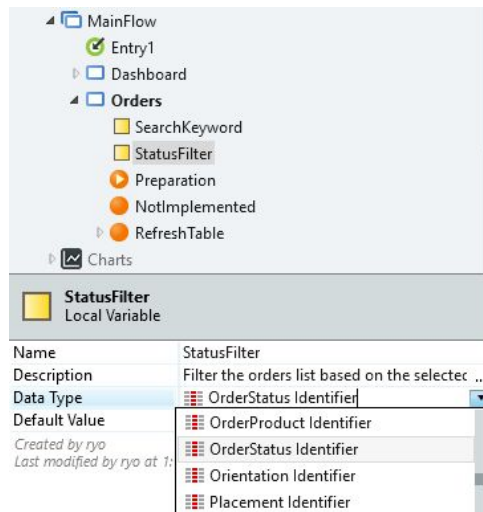 MainFlow
Entry1
Dashboard
Orders
SearchKeyword
StatusFilter
Preparation
NotImplemented
RefreshTable
Charts
StatusFilter
Local Variable
Name StatusFilter
Description Filter the orders list based on the selectec ..
Data Type OrderStatus Identifier
Default Value OrderProduct Identifier
Created by ryo OrderStatus Identifier
Last modified by ryo at 1: Orientation Identifier
Placement Identifier